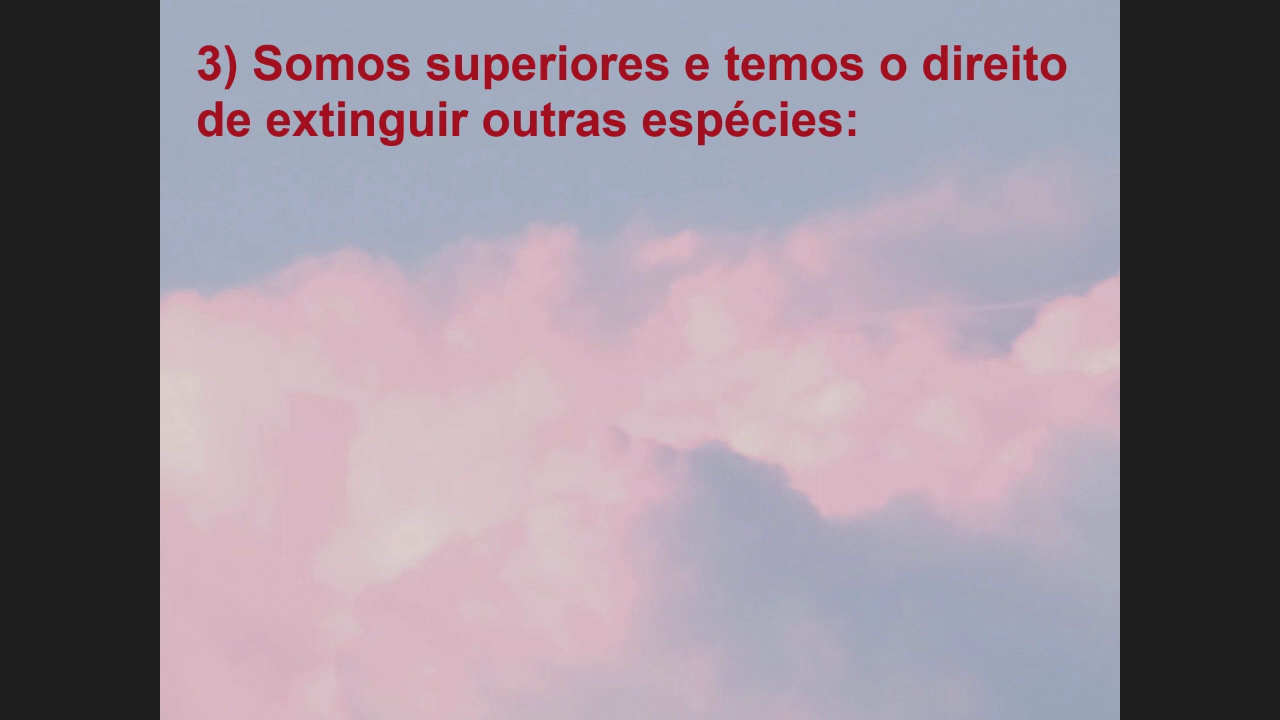 3) Somos superiores e temos o direito
de extinguir outras espécies: